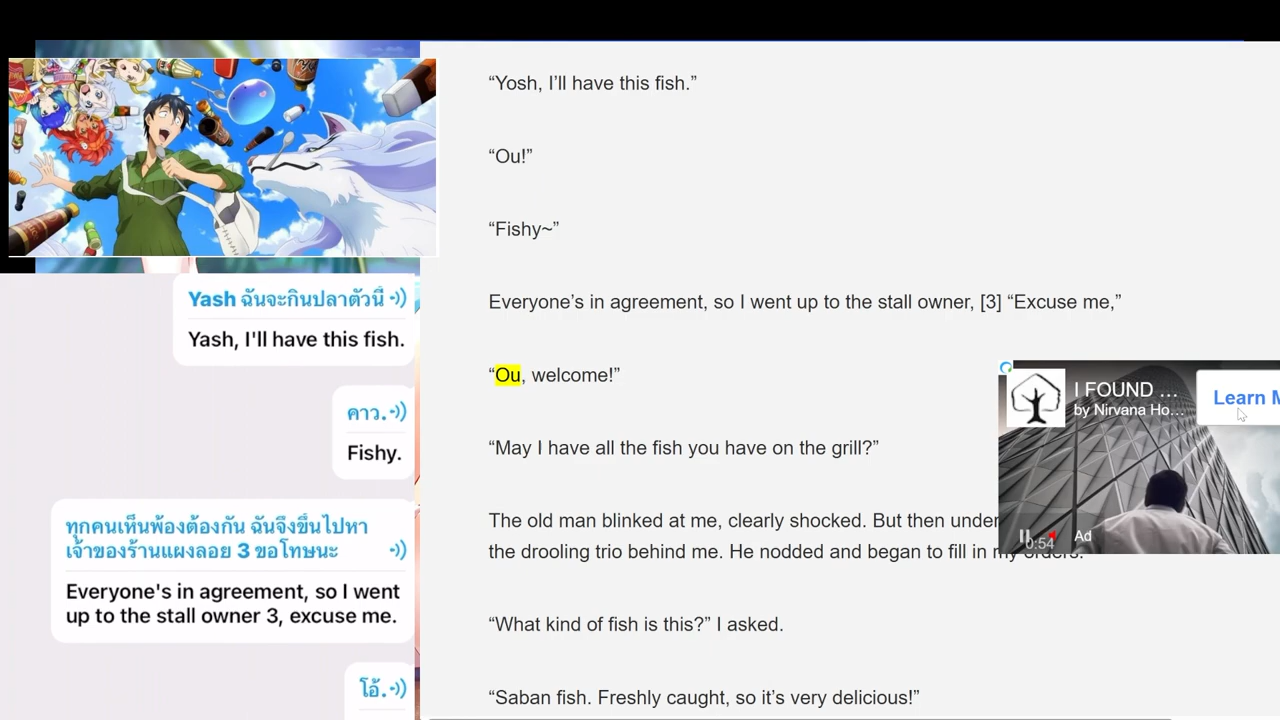 Yash ฉันจะกินปลาตัวนี้
Yash, I'll have this fish.
คาว.
Fishy.
ทุกคนเห็นพ้องต้องกัน ฉันจึงขึ้นไปหา
เจ้าของร้านแผงลอย 3 ขอโทษนะ
Everyone's in agreement, so I went
up to the stall owner 3, excuse me.
โอ้.
“Yosh, I’ll have this fish.”
“Ou!”
“Fishy~”
Everyone’s in agreement, so I went up to the stall owner, [3] “Excuse me,”
“Ou, welcome!”
“May I have all the fish you have on the grill?”
The old man blinked at me, clearly shocked. But then under
the drooling trio behind me. He nodded and began to fill in my orders.
“What kind of fish is this?” I asked.
“Saban fish. Freshly caught, so it’s very delicious!”
I FOUND ...
by Nirvana Ho...
Learn M
0:54
Ad